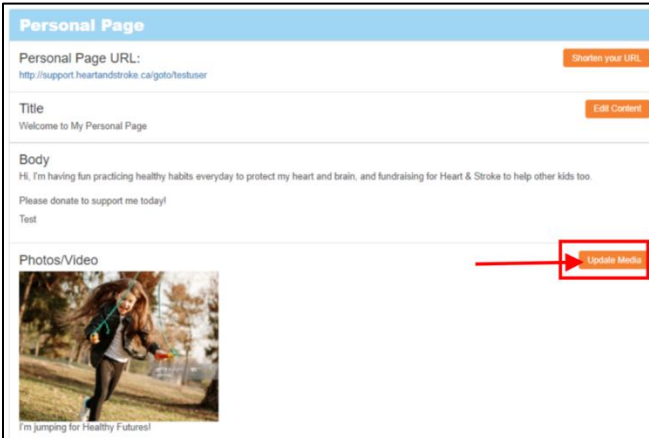 Personal Page
Personal Page URL:
Shorten your URL
http://support.heartandstroke.ca/goto/testuser
Title
Edit Content
Welcome to My Personal Page
Body
Hi, I'm having fun practicing healthy habits everyday to protect my heart and brain, and fundraising for Heart & Stroke to help other kids too.
Please donate to support me today!
Test
Photos/Video
Update Media
I'm jumping for Healthy Futures!